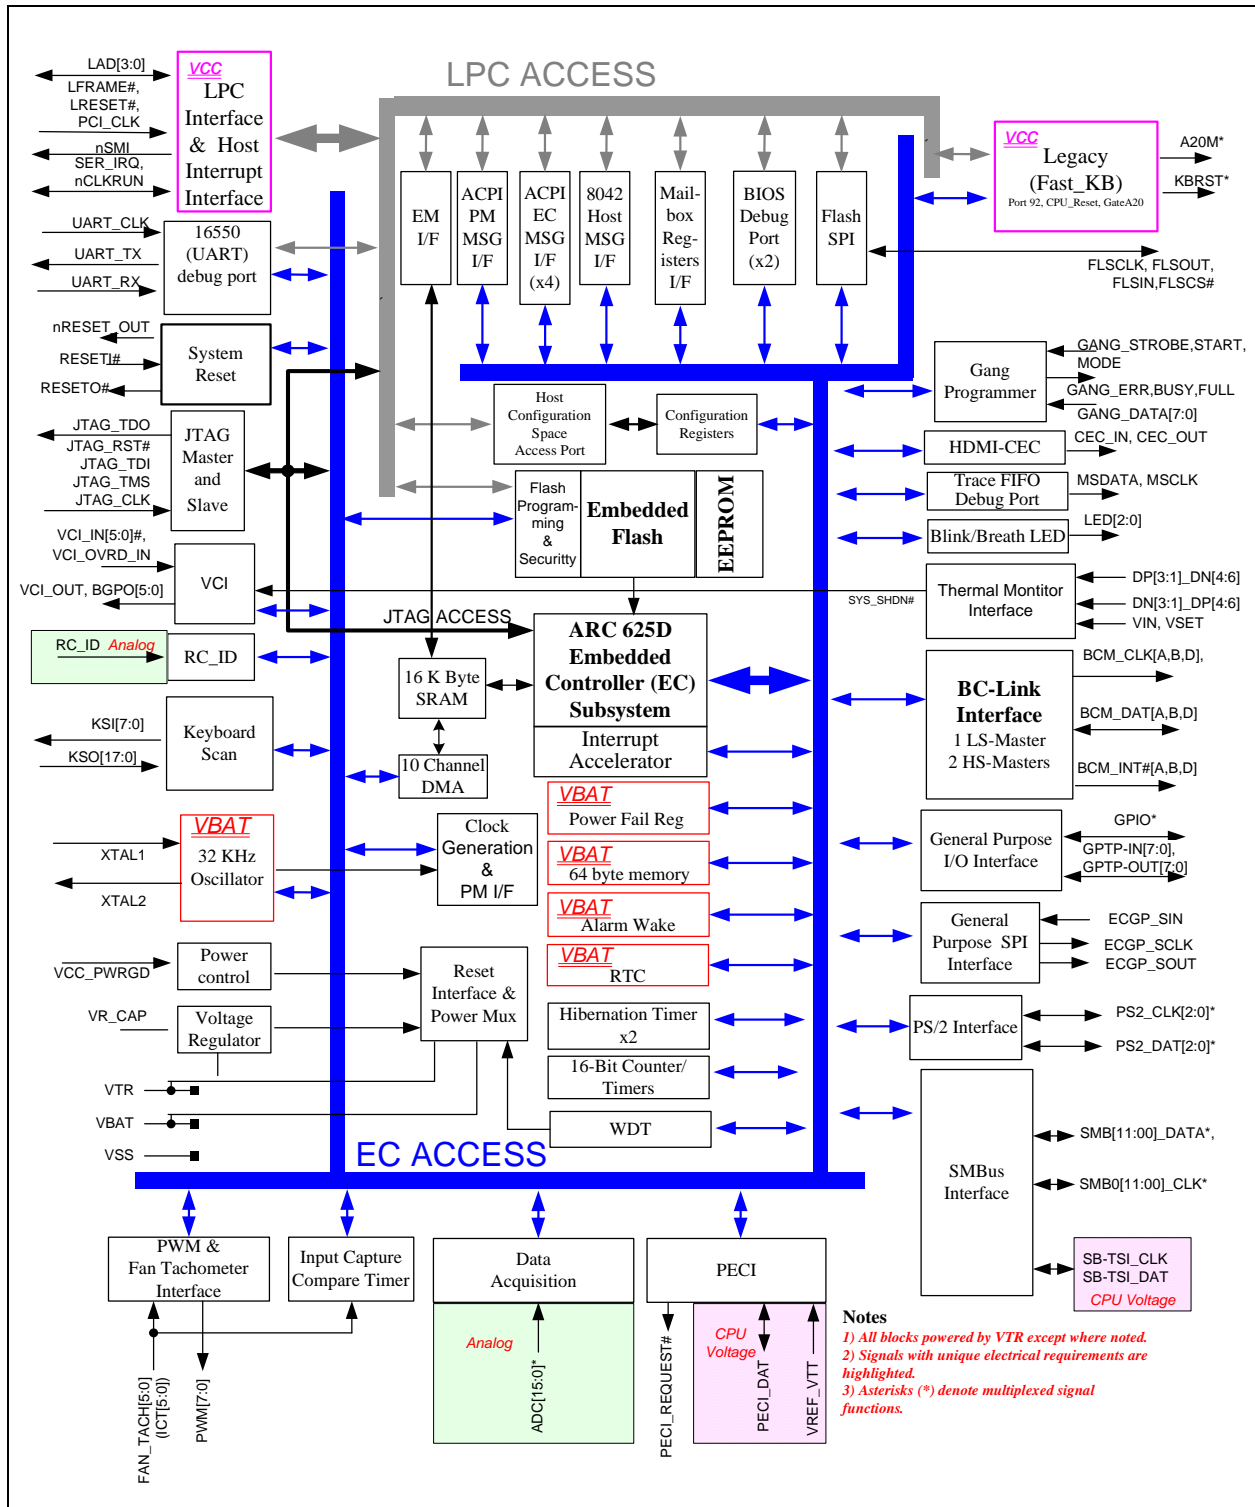 LPC ACCESS
LAD[3:0]
LFRAME#,
LRESET#,
PCI_CLK
nSMI
SER_IRQ,
nCLKRUN
VCC
LPC
Interface
& Host
Interrupt
Interface
UART_CLK
UART_TX
UART_RX
16550
(UART)
debug port
nRESET_OUT
RESETI#
RESETO#
System
Reset
JTAG_TDO
JTAG_RST#
JTAG_TDI
JTAG_TMS
JTAG_CLK
JTAG
Master
and
Slave
VCI_IN[5:0]#,
VCI_OVRD_IN
VCI_OUT, BGPO[5:0]
VCI
RC_ID Analog
RC_ID
KSI[7:0]
KSO[17:0]
Keyboard
Scan
XTAL1
XTAL2
VBAT
32 KHz
Oscillator
VCC_PWRGD
Power
control
VR_CAP
Voltage
Regulator
VTR
VBAT
VSS
EM
I/F
ACPI
PM
MSG
I/F
ACPI
EC
MSG
I/F
(x4)
8042
Host
MSG
I/F
Mail-
box
Reg-
isters
I/F
BIOS
Debug
Port
(x2)
Flash
SPI
VCC
Legacy
(Fast_KB)
Port 92, CPU_Reset, GateA20
A20M*
KBRST*
FLSCLK, FLSOUT,
FLSIN,FLSCS#
Host
Configuration
Space
Access Port
Configuration
Registers
Flash
Program-
ming
&
Securitty
Embedded
Flash
EEPROM
JTAG ACCESS
ARC 625D
Embedded
Controller (EC)
Subsystem
Interrupt
Accelerator
16 K Byte
SRAM
10 Channel
DMA
Clock
Generation
&
PM I/F
Reset
Interface &
Power Mux
VBAT
Power Fail Reg
VBAT
64 byte memory
VBAT
Alarm Wake
VBAT
RTC
Hibernation Timer
x2
16-Bit Counter/
Timers
WDT
EC ACCESS
Gang
Programmer
GANG_STROBE,START,
MODE
GANG_ERR,BUSY,FULL
GANG_DATA[7:0]
HDMI-CEC
CEC_IN, CEC_OUT
Trace FIFO
Debug Port
MSDATA, MSCLK
Blink/Breath LED
LED[2:0]
SYS_SHDN#
Thermal Montitor
Interface
DP[3:1]_DN[4:6]
DN[3:1]_DP[4:6]
VIN, VSET
BC-Link
Interface
1 LS-Master
2 HS-Masters
BCM_CLK[A,B,D],
BCM_DAT[A,B,D]
BCM_INT#[A,B,D]
General Purpose
I/O Interface
GPIO*
GPTP-IN[7:0],
GPTP-OUT[7:0]
General
Purpose SPI
Interface
ECGP_SIN
ECGP_SCLK
ECGP_SOUT
PS/2 Interface
PS2_CLK[2:0]*
PS2_DAT[2:0]*
SMBus
Interface
SMB[11:00]_DATA*,
SMB0[11:00]_CLK*
SB-TSI_CLK
SB-TSI_DAT
CPU Voltage
PWM &
Fan Tachometer
Interface
FAN_TACH[5:0]
(ICT[5:0])
PWM[7:0]
Input Capture
Compare Timer
Data
Acquisition
Analog
ADC[15:0]*
PECI
PECI_REQUEST#
CPU
Voltage
PECI_DAT
VREF_VTT
Notes
1) All blocks powered by VTR except where noted.
2) Signals with unique electrical requirements are
highlighted.
3) Asterisks (*) denote multiplexed signal
functions.